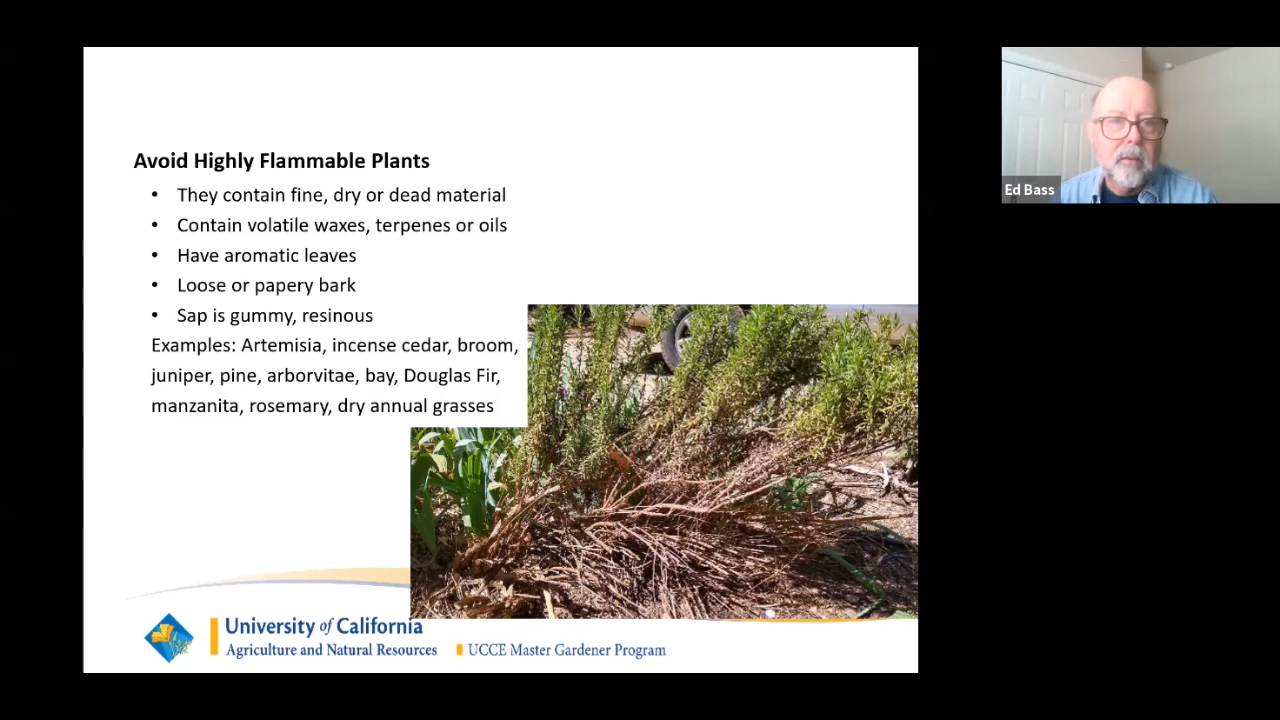 Avoid Highly Flammable Plants
• They contain fine, dry or dead material
• Contain volatile waxes, terpenes or oils
• Have aromatic leaves
• Loose or papery bark
• Sap is gummy, resinous
Examples: Artemisia, incense cedar, broom,
juniper, pine, arborvitae, bay, Douglas Fir,
manzanita, rosemary, dry annual grasses
University of California
Agriculture and Natural Resources
UCCE Master Gardener Program
Ed Bass